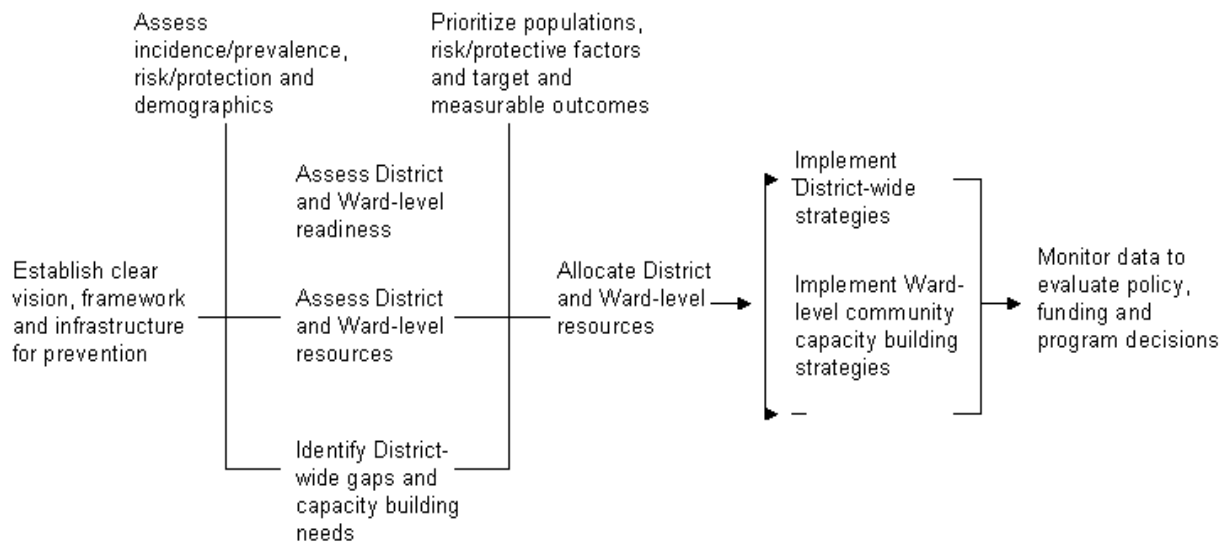 Assess
incidence/prevalence,
risk/protection and
demographics
Prioritize populations,
risk/protective factors
and target and
measurable outcomes
Assess District
and Ward-level
readiness
Establish clear
vision, framework
and infrastructure
for prevention
Assess District
and Ward-level
resources
Identify District-
wide gaps and
capacity building
needs
Allocate District
and Ward-level
resources
Implement
District-wide
strategies
Implement Ward-
level community
capacity building
strategies
Monitor data to
evaluate policy,
funding and
program decisions